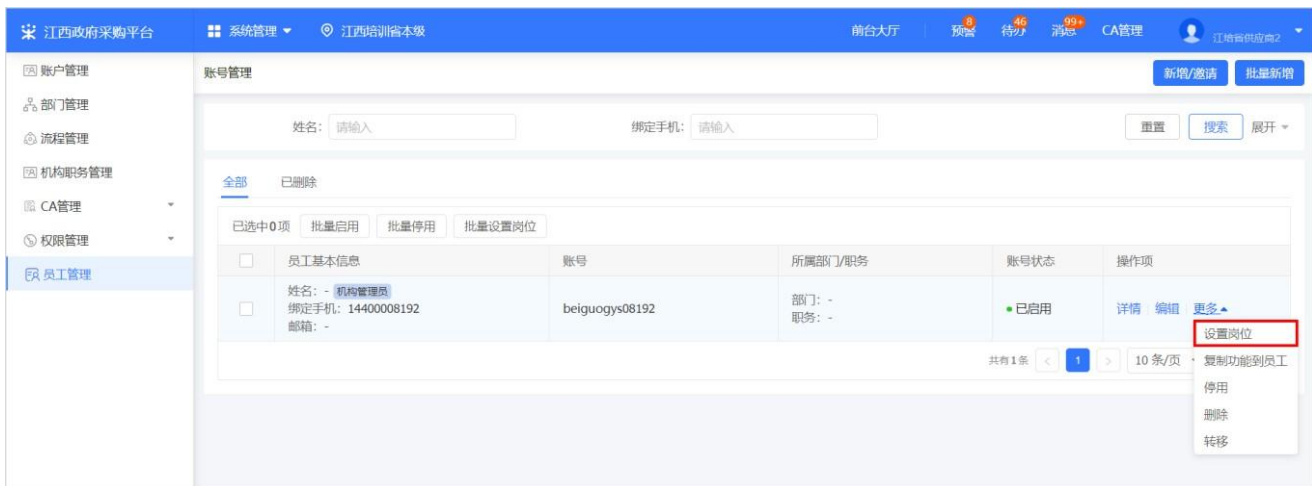 江西政府采购平台 系统管理 江西培训省本级 前台大厅 预警 8 待办 46 消息 99+ CA管理 江培省供应商2
账户管理
部门管理
流程管理
机构职务管理
CA管理
权限管理
员工管理
账号管理 新增/邀请 批量新增
姓名： 请输入 绑定手机： 请输入 重置 搜索 展开
全部 已删除
已选中0项 批量启用 批量停用 批量设置岗位
员工基本信息 账号 所属部门/职务 账号状态 操作项
姓名：- 机构管理员
绑定手机：14400008192
邮箱：-
beiguogys08192
部门：-
职务：-
已启用
详情 编辑 更多
共有1条 < 1 > 10 条/页
设置岗位
复制功能到员工
停用
删除
转移